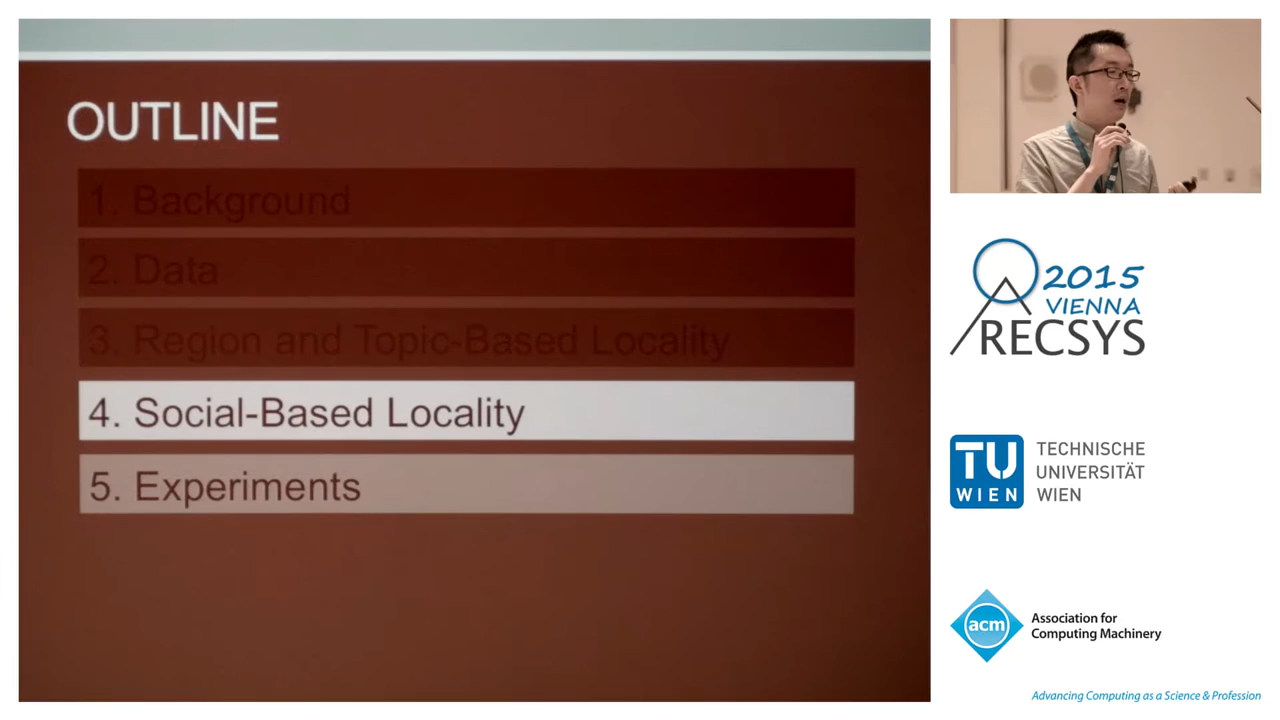 OUTLINE
1. Background
2. Data
3. Region and Topic-Based Locality
4. Social-Based Locality
5. Experiments
2015
VIENNA
RECSYS
TU
WIEN
TECHNISCHE
UNIVERSITÄT
WIEN
acm
Association for
Computing Machinery
Advancing Computing as a Science & Profession